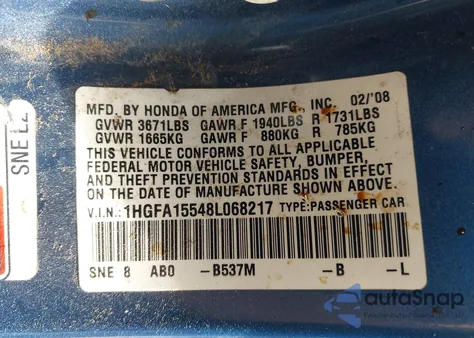 MFD. BY HONDA OF AMERICA MFG., INC. 02/'08
GVWR 3671LBS GAWR F 1940LBS R 1731LBS
GVWR 1665KG GAWR F 880KG R 785KG
THIS VEHICLE CONFORMS TO ALL APPLICABLE
FEDERAL MOTOR VEHICLE SAFETY, BUMPER,
AND THEFT PREVENTION STANDARDS IN EFFECT
ON THE DATE OF MANUFACTURE SHOWN ABOVE.
V.I.N.: 1HGFA15548L068217 TYPE:PASSENGER CAR
SNE 8 AB0 -B537M -B -L
SNE L2
autoSnap